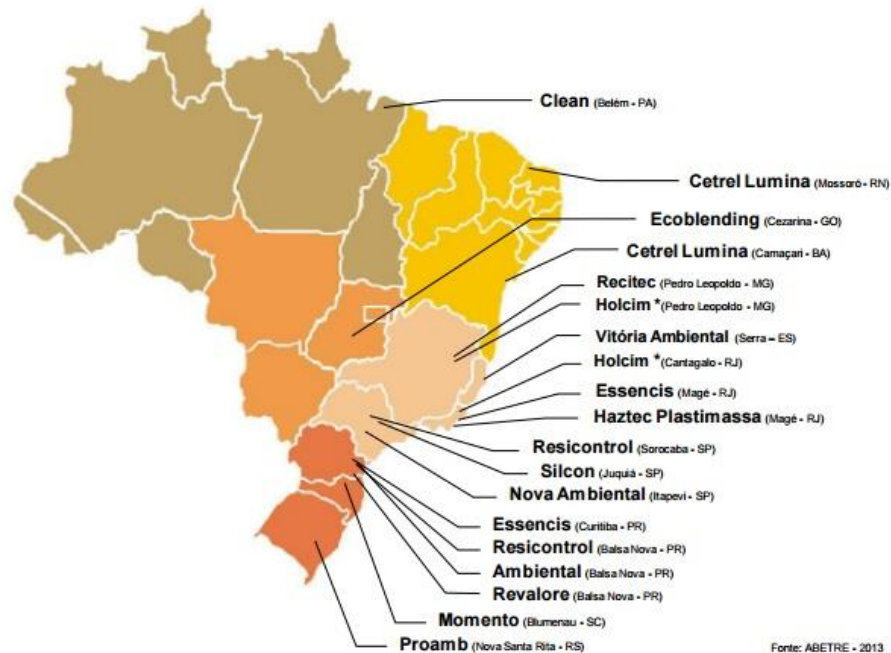 Clean (Belém - PA)
Cetrel Lumina (Mossoró - RN)
Ecoblending (Cezarina - GO)
Cetrel Lumina (Camaçari - BA)
Recitec (Pedro Leopoldo - MG)
Holcim *(Pedro Leopoldo - MG)
Vitória Ambiental (Serra – ES)
Holcim *(Cantagalo - RJ)
Essencis (Magé - RJ)
Haztec Plastimassa (Magé - RJ)
Resicontrol (Sorocaba - SP)
Silcon (Juquiá - SP)
Nova Ambiental (Itapevi - SP)
Essencis (Curitiba - PR)
Resicontrol (Balsa Nova - PR)
Ambiental (Balsa Nova - PR)
Revalore (Balsa Nova - PR)
Momento (Blumenau - SC)
Proamb (Nova Santa Rita - RS)
Fonte: ABETRE - 2013